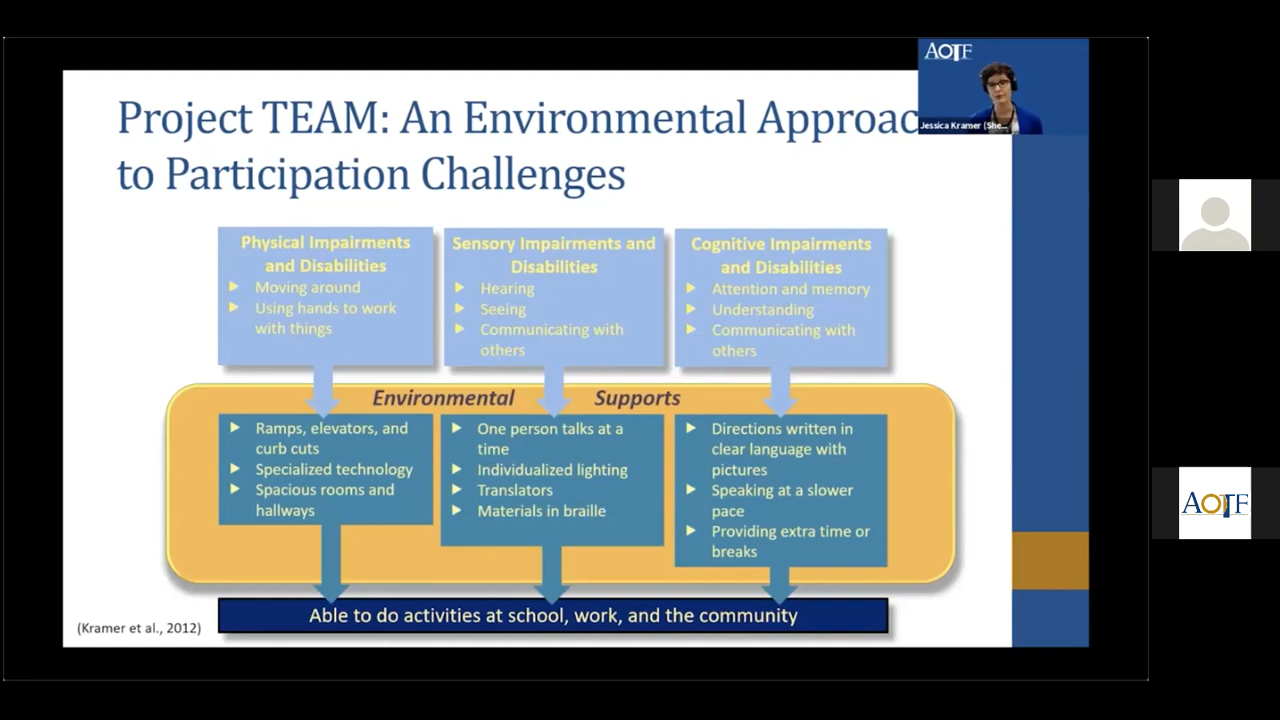 AOTF
Jessica Kramer (She...
Project TEAM: An Environmental Approac
to Participation Challenges
Physical Impairments
and Disabilities
Moving around
Using hands to work
with things
Sensory Impairments and
Disabilities
Hearing
Seeing
Communicating with
others
Cognitive Impairments
and Disabilities
Attention and memory
Understanding
Communicating with
others
Environmental Supports
Ramps, elevators, and
curb cuts
Specialized technology
Spacious rooms and
hallways
One person talks at a
time
Individualized lighting
Translators
Materials in braille
Directions written in
clear language with
pictures
Speaking at a slower
pace
Providing extra time or
breaks
Able to do activities at school, work, and the community
(Kramer et al., 2012)
AOTF